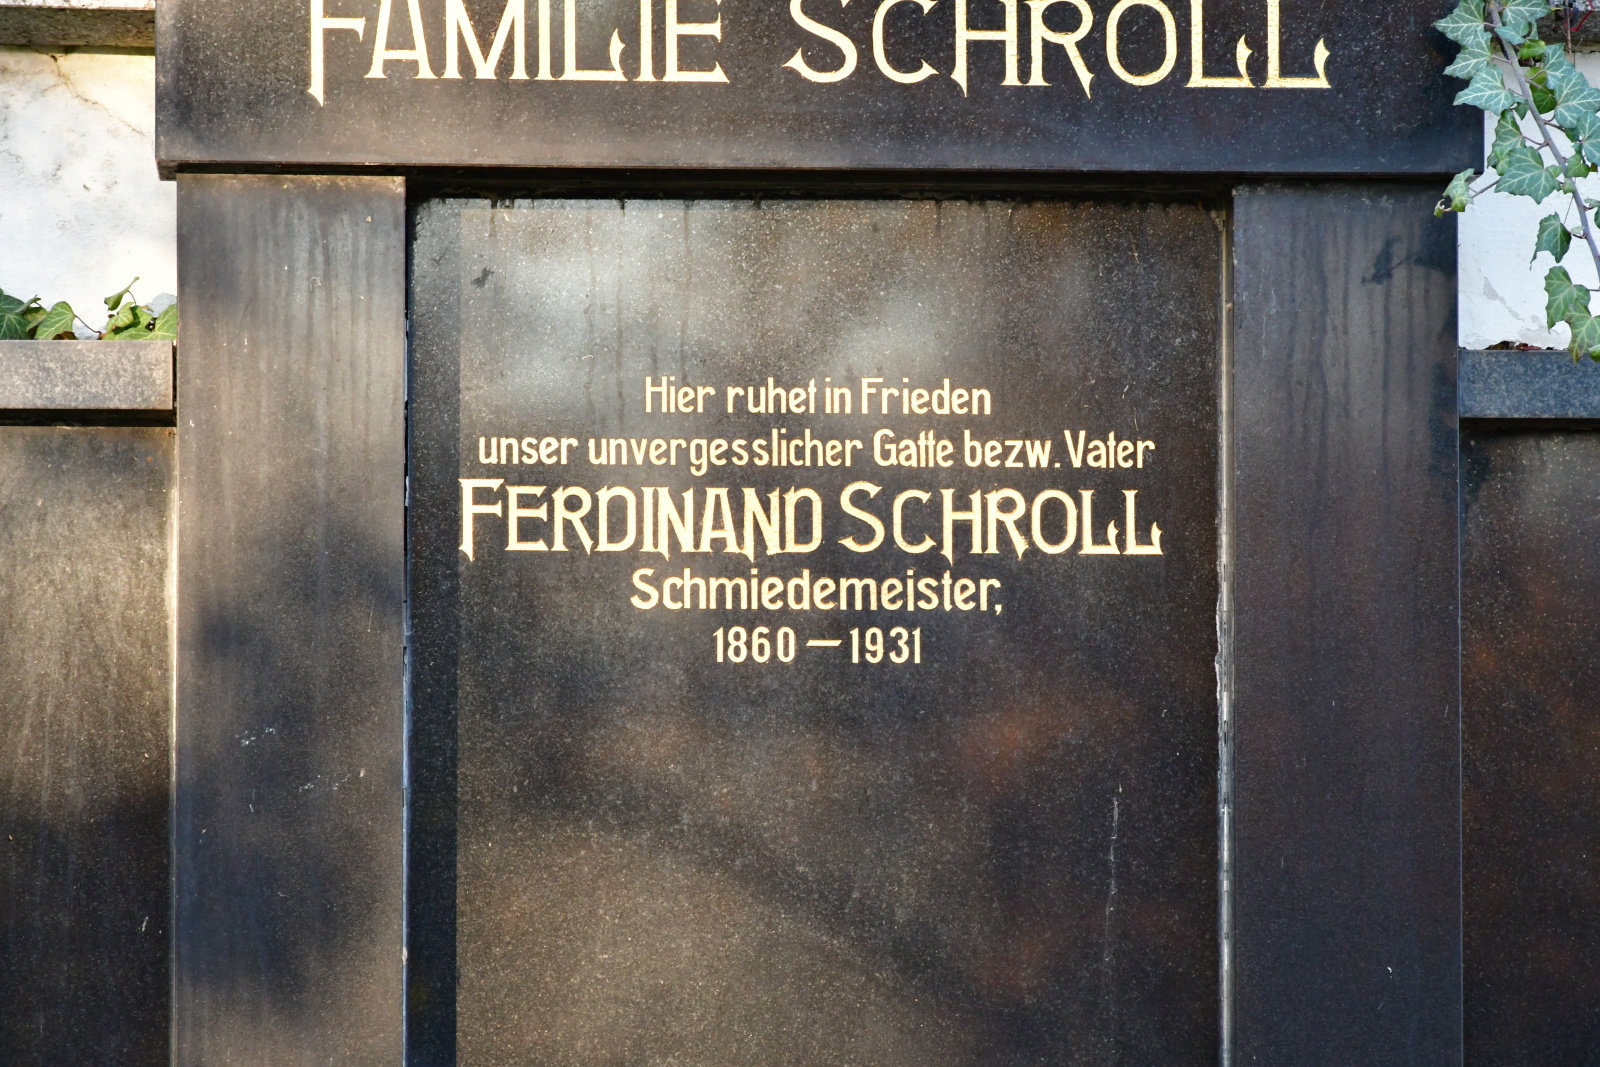 FAMILIE SCHROLL
Hier ruhet in Frieden
unser unvergesslicher Gatte bezw. Vater
FERDINAND SCHROLL
Schmiedemeister,
1860 — 1931